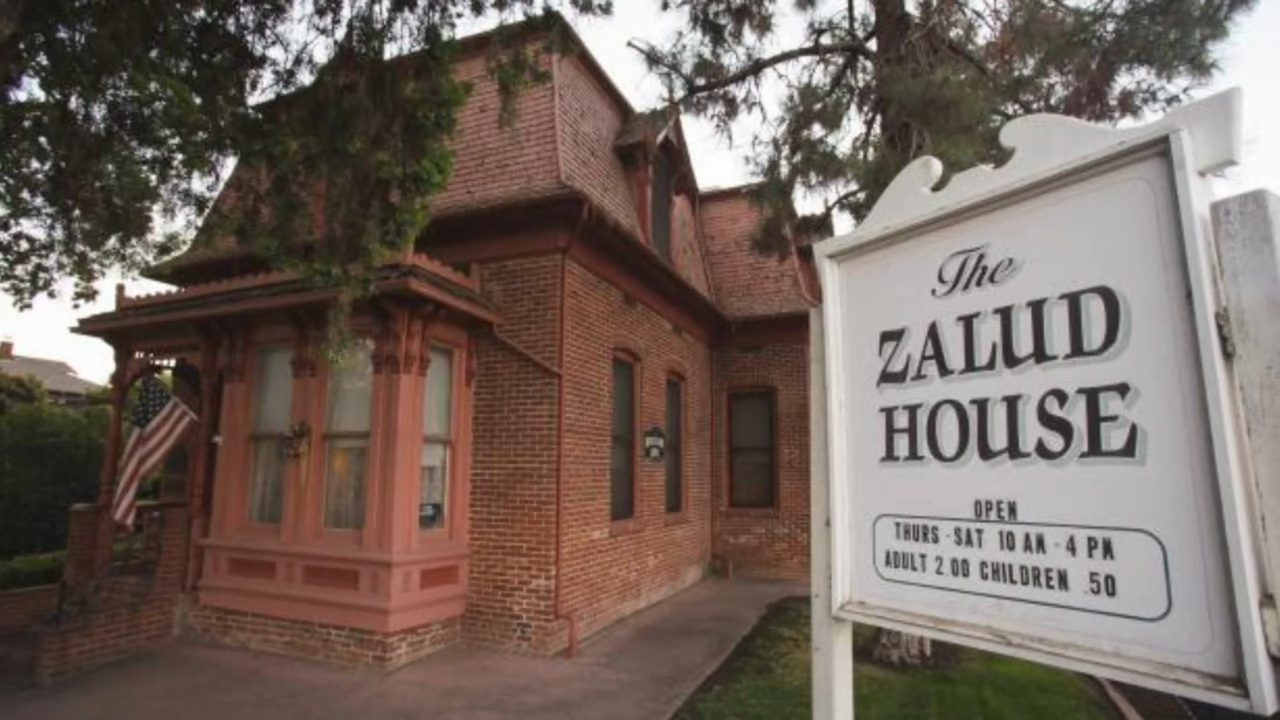 The
ZALUD
HOUSE
OPEN
THURS-SAT 10 AM-4 PM
ADULT 2.00 CHILDREN .50